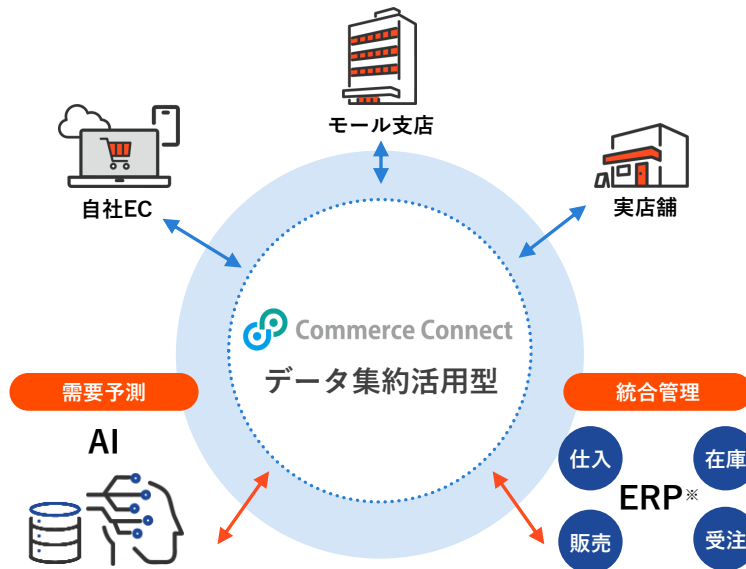 モール支店
自社EC
実店舗
Commerce Connect
データ集約活用型
需要予測
AI
統合管理
仕入
在庫
ERP※
販売
受注